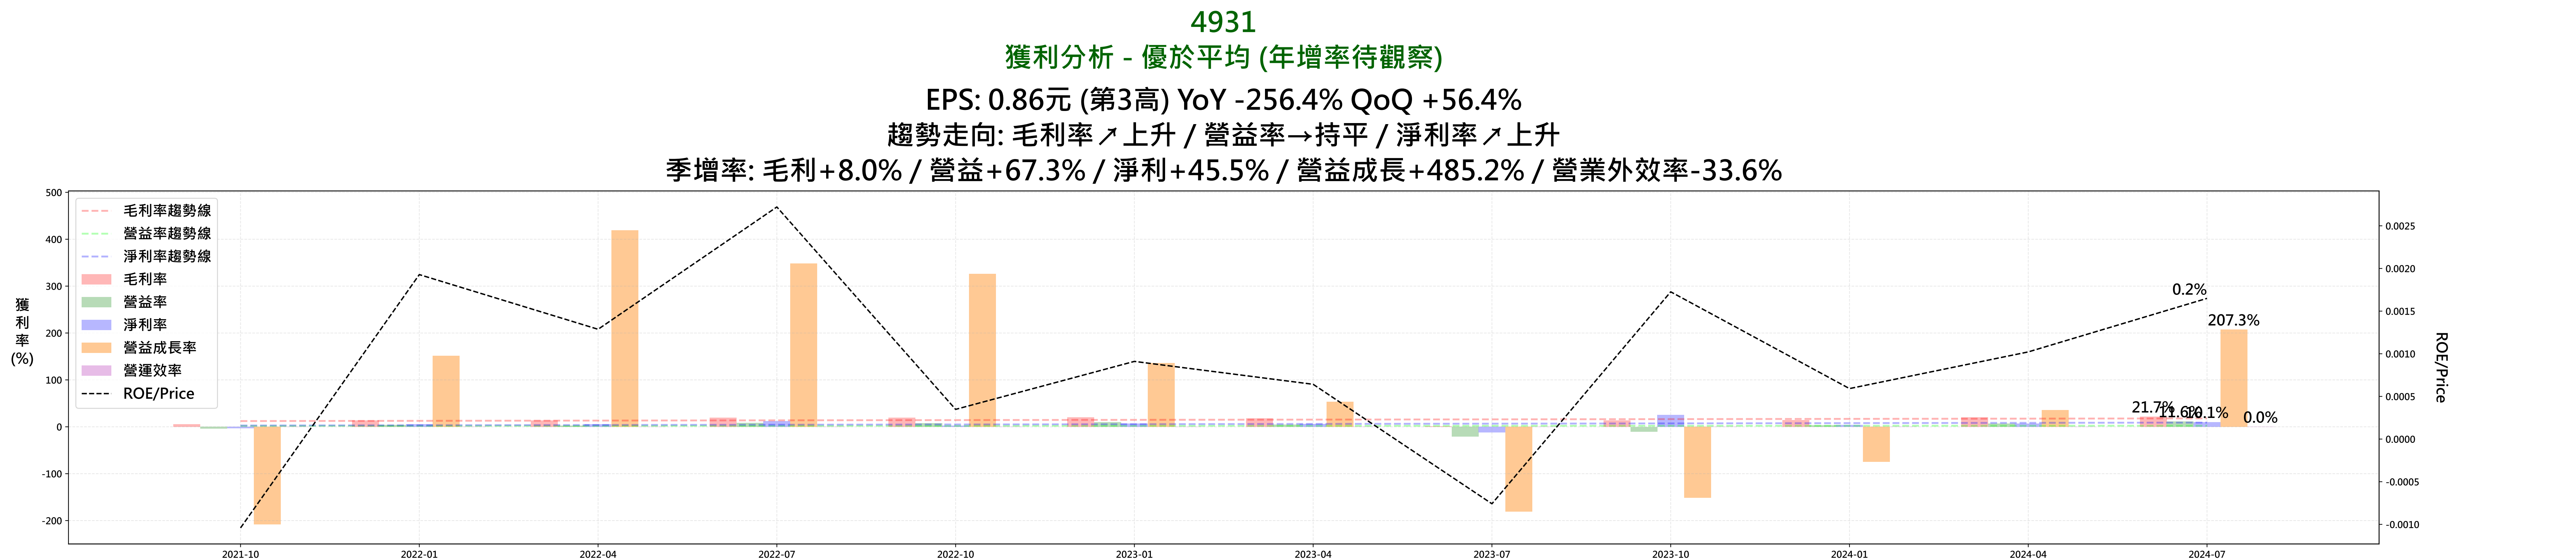 4931
獲利分析 - 優於平均 (年增率待觀察)
EPS: 0.86元 (第3高) YoY -256.4% QoQ +56.4%
趨勢走向: 毛利率↗上升 / 營益率→持平 / 淨利率↗上升
季增率: 毛利+8.0% / 營益+67.3% / 淨利+45.5% / 營益成長+485.2% / 營業外效率-33.6%
獲利率(%)
500
400
300
200
100
0
-100
-200
毛利率趨勢線
營益率趨勢線
淨利率趨勢線
毛利率
營益率
淨利率
營益成長率
營運效率
ROE/Price
0.2%
207.3%
21.7%
11.6%
10.1%
0.0%
0.0025
0.0020
0.0015
0.0010
0.0005
0.0000
-0.0005
-0.0010
ROE/Price
2021-10
2022-01
2022-04
2022-07
2022-10
2023-01
2023-04
2023-07
2023-10
2024-01
2024-04
2024-07